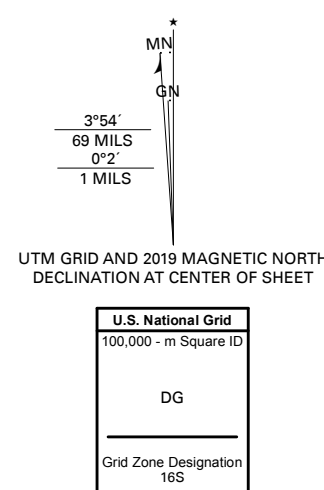 ★
MN
GN
3°54´
69 MILS
0°2´
1 MILS
UTM GRID AND 2019 MAGNETIC NORTH
DECLINATION AT CENTER OF SHEET
U.S. National Grid
100,000 - m Square ID
DG
Grid Zone Designation
16S